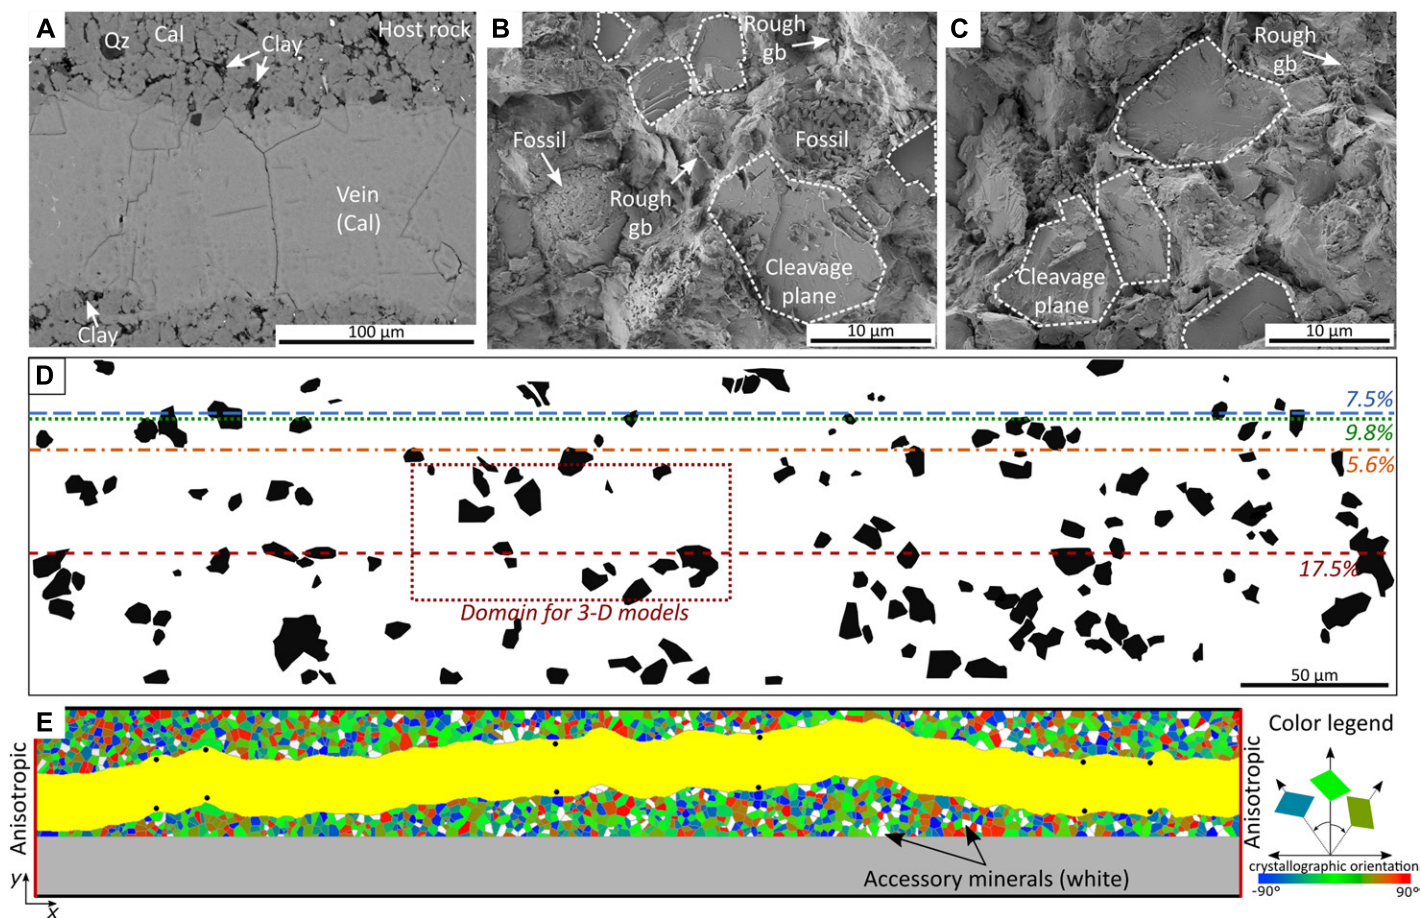 A
Qz
Cal
Clay
Host rock
Vein
(Cal)
Clay
100 µm
B
Rough
gb
Fossil
Fossil
Rough
gb
Cleavage
plane
10 µm
C
Rough
gb
Cleavage
plane
10 µm
D
7.5%
9.8%
5.6%
17.5%
Domain for 3-D models
50 µm
E
Anisotropic
Anisotropic
Color legend
Accessory minerals (white)
crystallographic orientation
-90°
90°
y
x